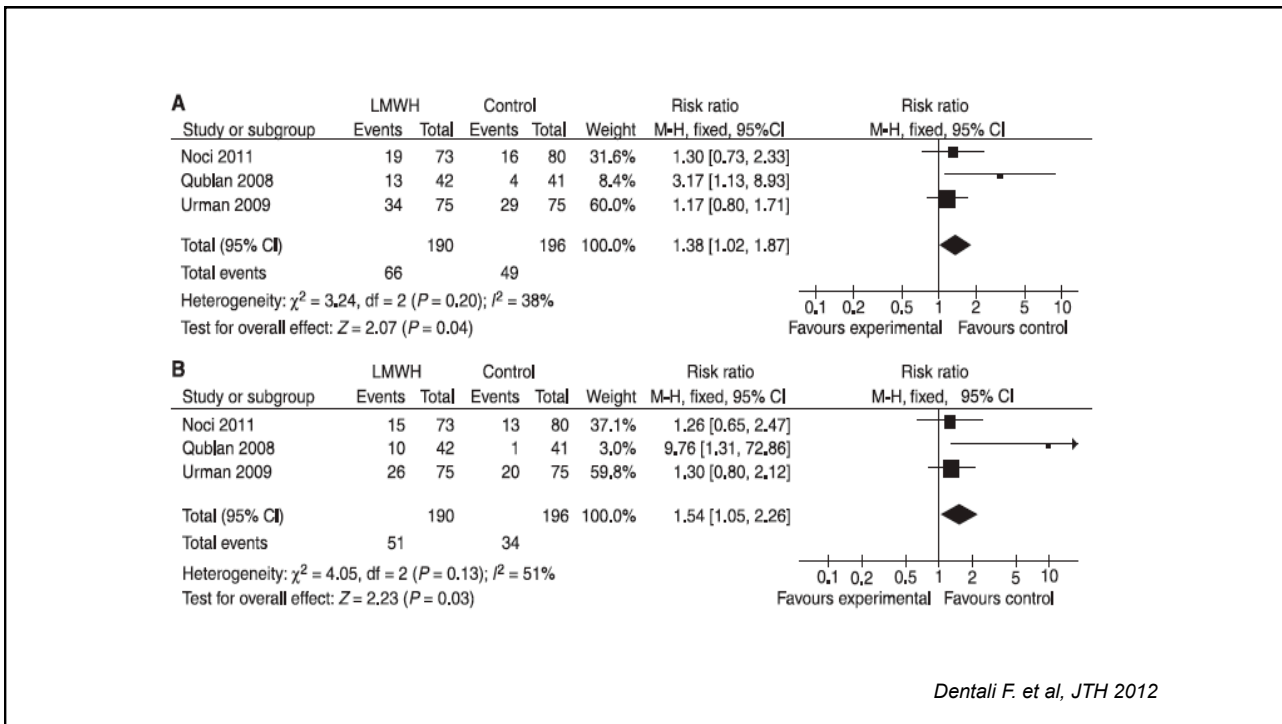 A LMWH Control Risk ratio Risk ratio
Study or subgroup Events Total Events Total Weight M-H, fixed, 95%CI M-H, fixed, 95% CI
Noci 2011 19 73 16 80 31.6% 1.30 [0.73, 2.33]
Qublan 2008 13 42 4 41 8.4% 3.17 [1.13, 8.93]
Urman 2009 34 75 29 75 60.0% 1.17 [0.80, 1.71]
Total (95% CI) 190 196 100.0% 1.38 [1.02, 1.87]
Total events 66 49
Heterogeneity: χ² = 3.24, df = 2 (P = 0.20); I² = 38%
0.1 0.2 0.5 1 2 5 10
Test for overall effect: Z = 2.07 (P = 0.04)
Favours experimental Favours control
B LMWH Control Risk ratio Risk ratio
Study or subgroup Events Total Events Total Weight M-H, fixed, 95% CI M-H, fixed, 95% CI
Noci 2011 15 73 13 80 37.1% 1.26 [0.65, 2.47]
Qublan 2008 10 42 1 41 3.0% 9.76 [1.31, 72.86]
Urman 2009 26 75 20 75 59.8% 1.30 [0.80, 2.12]
Total (95% CI) 190 196 100.0% 1.54 [1.05, 2.26]
Total events 51 34
Heterogeneity: χ² = 4.05, df = 2 (P = 0.13); I² = 51%
0.1 0.2 0.5 1 2 5 10
Test for overall effect: Z = 2.23 (P = 0.03)
Favours experimental Favours control
Dentali F. et al, JTH 2012